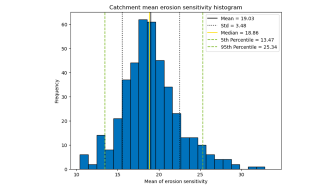 Catchment mean erosion sensitivity histogram
Mean = 19.03
Std = 3.48
Median = 18.86
5th Percentile = 13.47
95th Percentile = 25.34
60
50
40
30
20
10
0
Frequency
10 15 20 25 30
Mean of erosion sensitivity